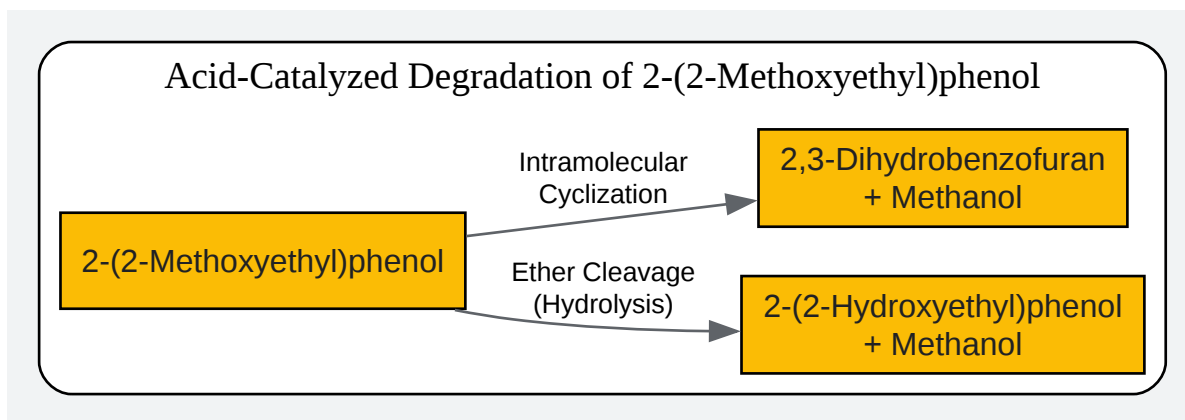 Acid-Catalyzed Degradation of 2-(2-Methoxyethyl)phenol
Intramolecular
Cyclization
2,3-Dihydrobenzofuran
+ Methanol
2-(2-Methoxyethyl)phenol
Ether Cleavage
(Hydrolysis)
2-(2-Hydroxyethyl)phenol
+ Methanol